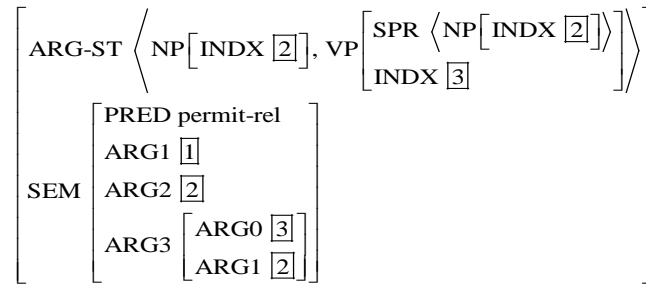 ARG-ST ⟨ NP[INDX 2], VP[SPR ⟨NP[INDX 2]⟩
INDX 3]⟩
SEM [PRED permit-rel
ARG1 1
ARG2 2
ARG3 [ARG0 3
ARG1 2]]